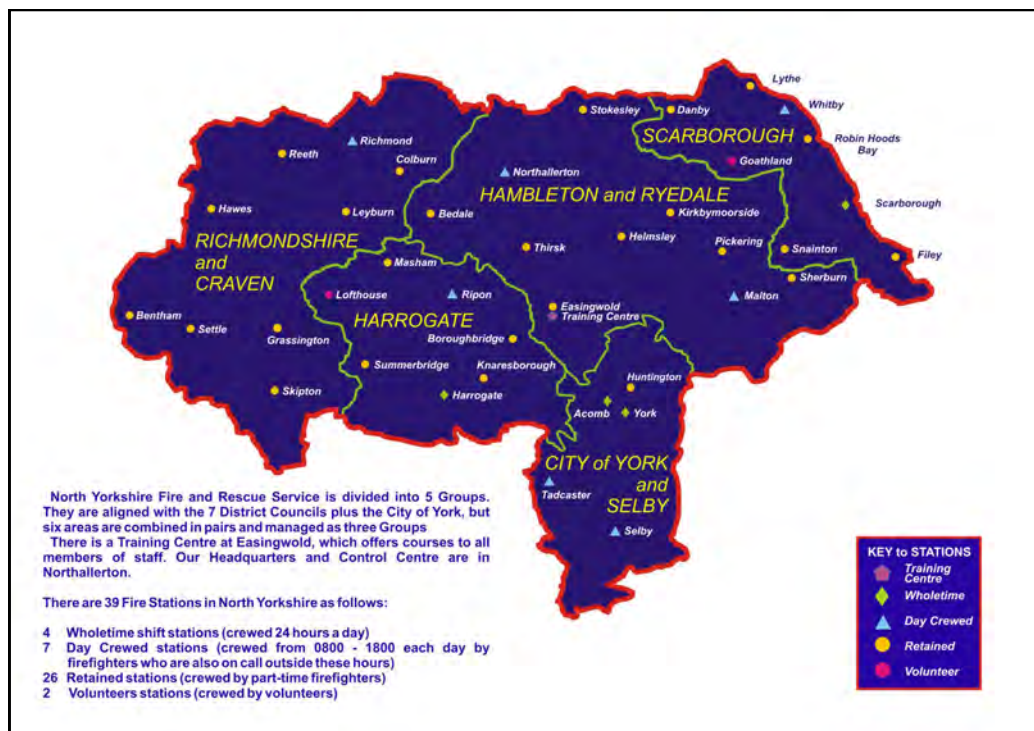 Lythe
Stokesley
Danby
Whitby
SCARBOROUGH
Robin Hoods
Bay
Richmond
Reeth
Colburn
Goathland
Northallerton
HAMBLETON and RYEDALE
Hawes
Leyburn
Bedale
Kirkbymoorside
Scarborough
RICHMONDSHIRE
and
CRAVEN
Thirsk
Helmsley
Pickering
Snainton
Filey
Masham
Sherburn
Lofthouse
Ripon
Malton
HARROGATE
Easingwold
Training Centre
Bentham
Settle
Grassington
Boroughbridge
Summerbridge
Knaresborough
Huntington
Skipton
Harrogate
Acomb
York
CITY of YORK
and
SELBY
Tadcaster
Selby
North Yorkshire Fire and Rescue Service is divided into 5 Groups.
They are aligned with the 7 District Councils plus the City of York, but
six areas are combined in pairs and managed as three Groups
There is a Training Centre at Easingwold, which offers courses to all
members of staff. Our Headquarters and Control Centre are in
Northallerton.
There are 39 Fire Stations in North Yorkshire as follows:
4 Wholetime shift stations (crewed 24 hours a day)
7 Day Crewed stations (crewed from 0800 - 1800 each day by
firefighters who are also on call outside these hours)
26 Retained stations (crewed by part-time firefighters)
2 Volunteers stations (crewed by volunteers)
KEY to STATIONS
Training
Centre
Wholetime
Day Crewed
Retained
Volunteer